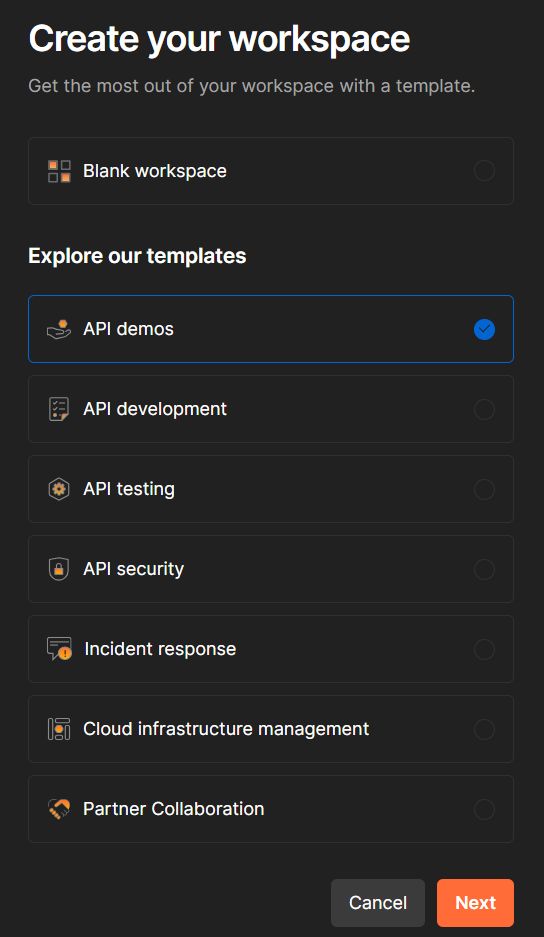 Create your workspace
Get the most out of your workspace with a template.
Blank workspace
Explore our templates
API demos
API development
API testing
API security
Incident response
Cloud infrastructure management
Partner Collaboration
Cancel
Next